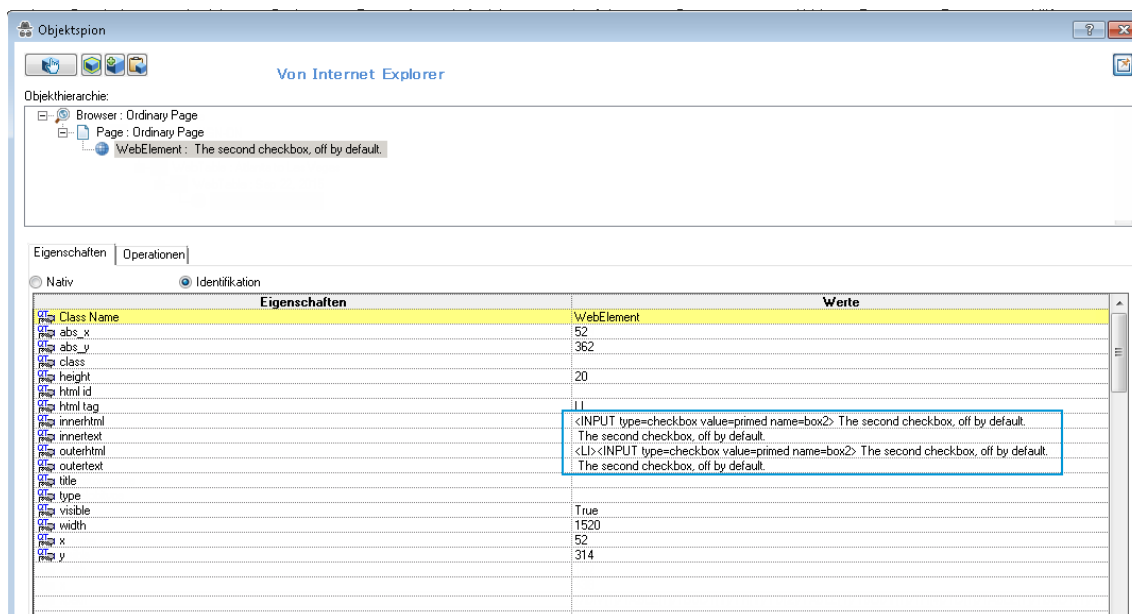 Objektspion
?
Von Internet Explorer
Objekthierarchie:
Browser : Ordinary Page
Page : Ordinary Page
WebElement : The second checkbox, off by default.
Eigenschaften Operationen
Nativ Identifikation
Eigenschaften Werte
Class Name WebElement
abs_x 52
abs_y 362
class
height 20
html id
html tag LI
innerhtml <INPUT type=checkbox value=primed name=box2> The second checkbox, off by default.
innertext The second checkbox, off by default.
outerhtml <LI><INPUT type=checkbox value=primed name=box2> The second checkbox, off by default.
outertext The second checkbox, off by default.
title
type
visible True
width 1520
x 52
y 314